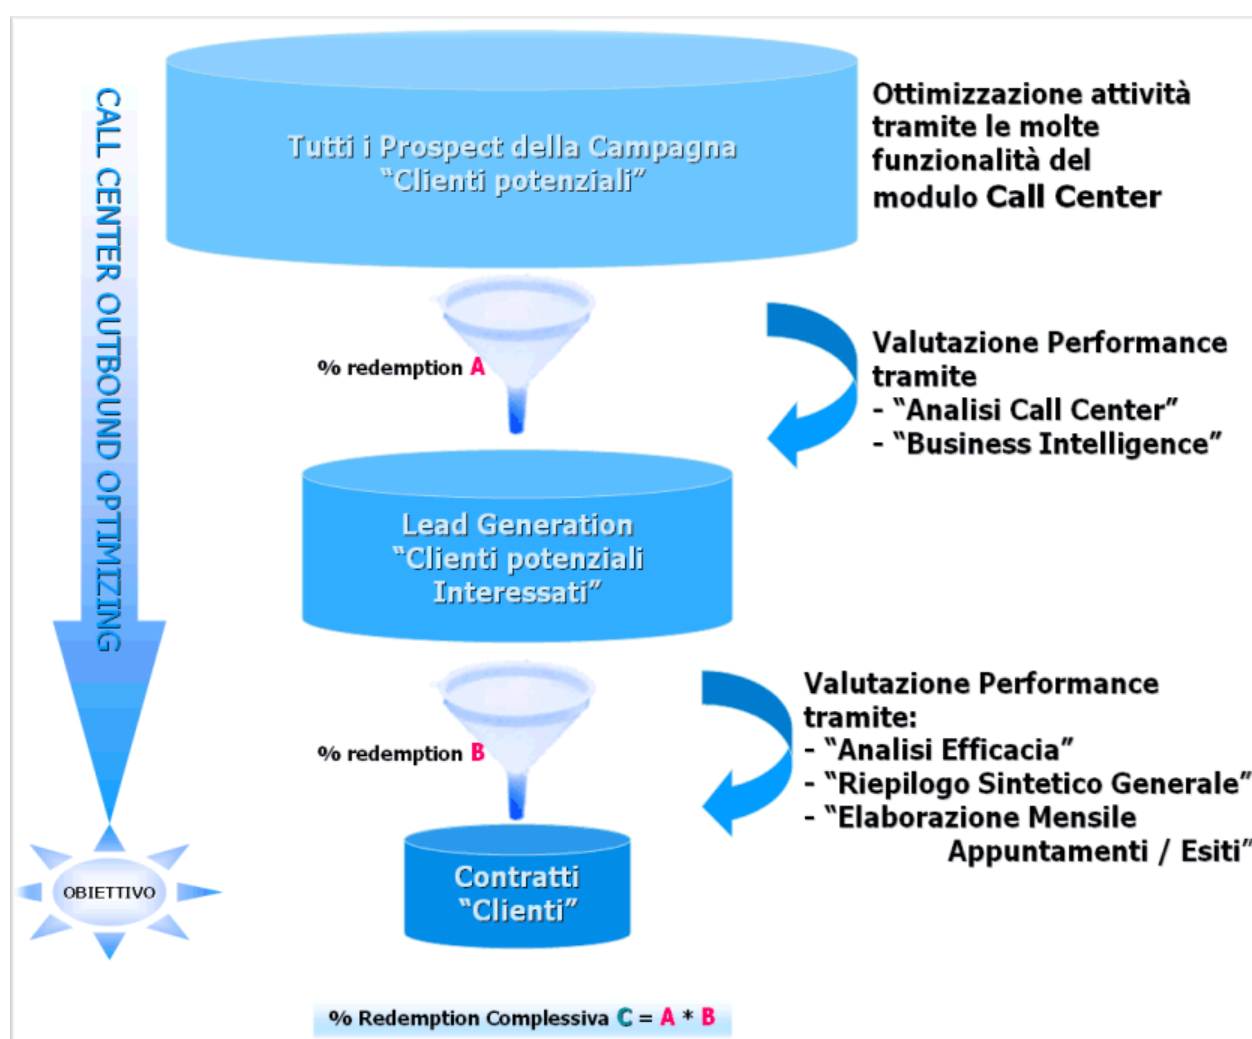 CALL CENTER OUTBOUND OPTIMIZING
OBIETTIVO
Tutti i Prospect della Campagna
“Clienti potenziali”
Ottimizzazione attività
tramite le molte
funzionalità del
modulo Call Center
% redemption A
Valutazione Performance
tramite
- “Analisi Call Center”
- “Business Intelligence”
Lead Generation
“Clienti potenziali
Interessati”
% redemption B
Valutazione Performance
tramite:
- “Analisi Efficacia”
- “Riepilogo Sintetico Generale”
- “Elaborazione Mensile
Appuntamenti / Esiti”
Contratti
“Clienti”
% Redemption Complessiva C = A * B